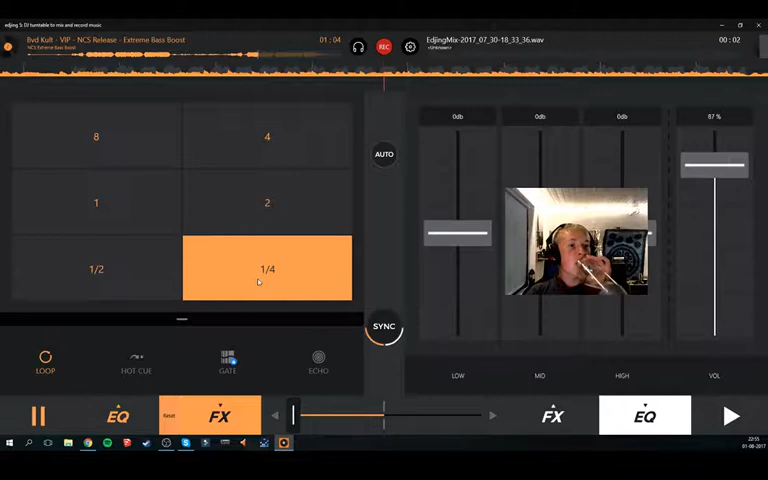 edjing 5: DJ turntable to mix and record music
Bvd Kult - VIP - NCS Release - Extreme Bass Boost
NCS Extreme Bass Boost
01 : 04
REC
EdjingMix-2017_07_30-18_33_36.wav
<Unknown>
00 : 02
8
4
1
2
1/2
1/4
AUTO
SYNC
0db
0db
0db
87 %
LOW
MID
HIGH
VOL
LOOP
HOT CUE
GATE
ECHO
EQ
Reset
FX
FX
EQ
22:55
01-08-2017